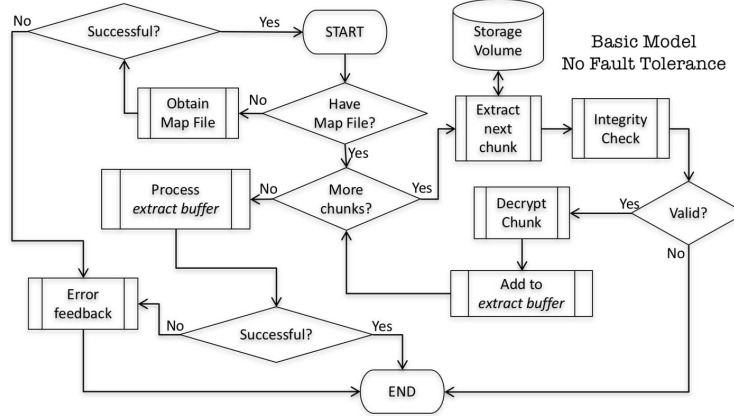 No
Successful?
Yes
START
Storage
Volume
Basic Model
No Fault Tolerance
Obtain
Map File
No
Have
Map File?
Extract
next
chunk
Integrity
Check
Yes
Process
extract buffer
No
More
chunks?
Yes
Decrypt
Chunk
Yes
Valid?
No
Error
feedback
No
Successful?
Yes
Add to
extract buffer
END